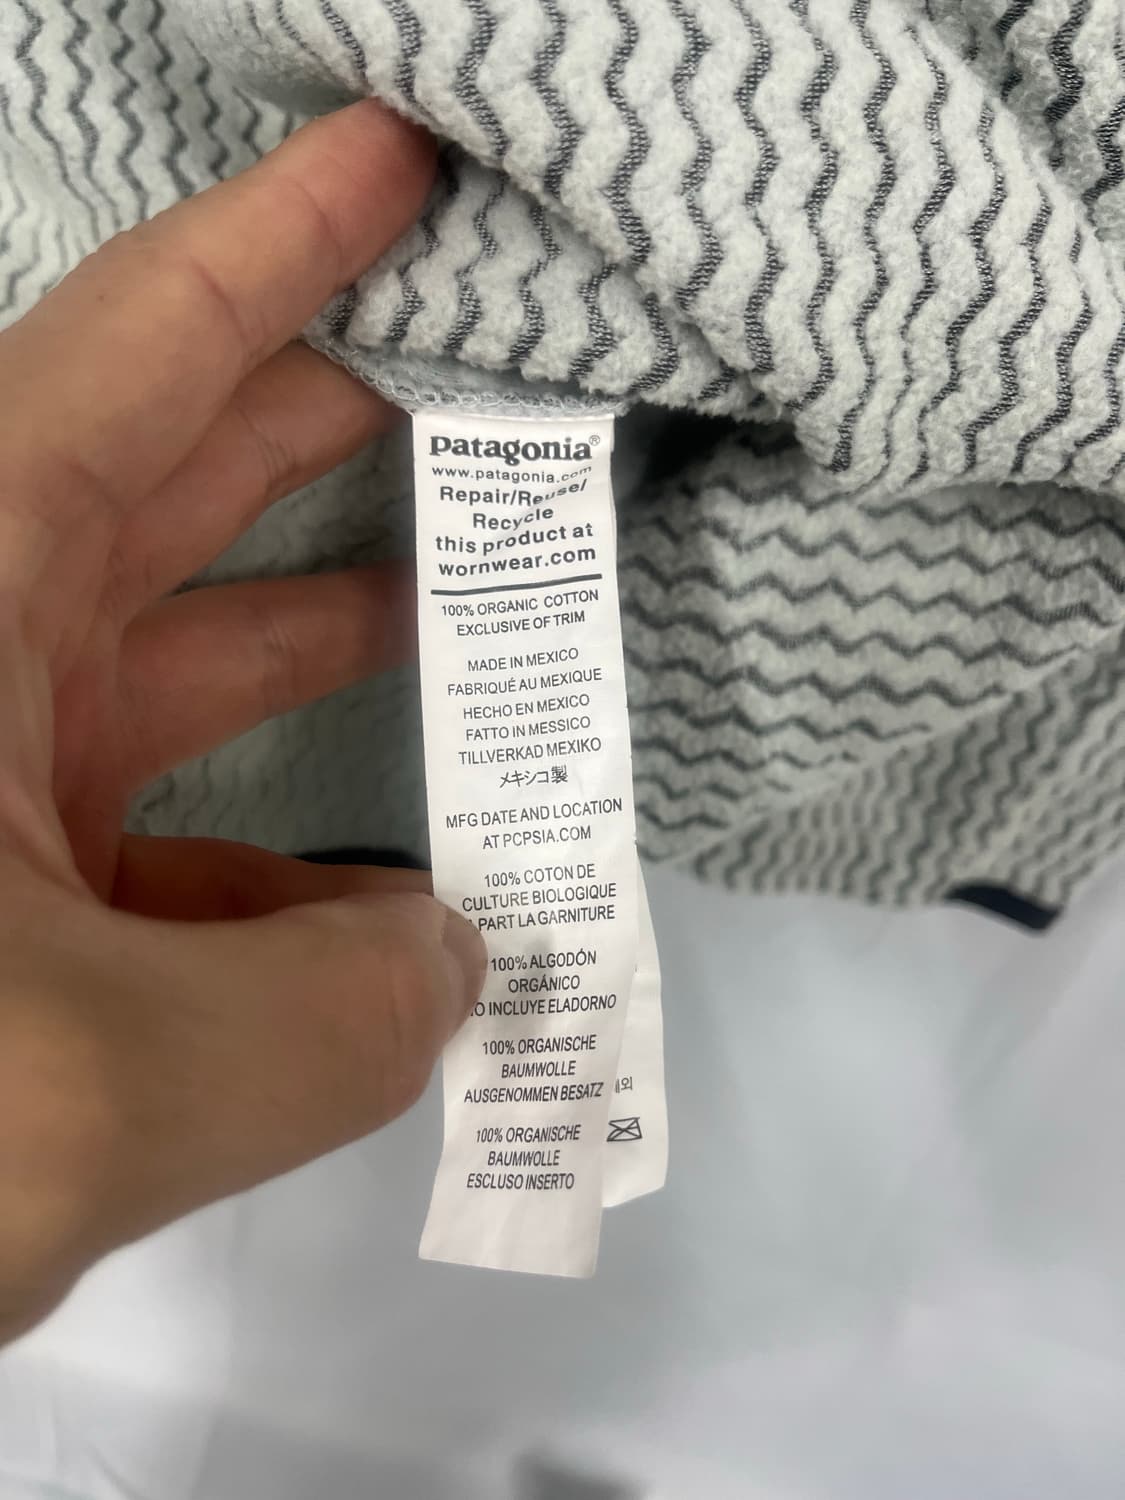 patagonia®
www.patagonia.com
Repair/Reuse/
Recycle
this product at
wornwear.com
100% ORGANIC COTTON
EXCLUSIVE OF TRIM
MADE IN MEXICO
FABRIQUÉ AU MEXIQUE
HECHO EN MEXICO
FATTO IN MESSICO
TILLVERKAD MEXIKO
メキシコ製
MFG DATE AND LOCATION
AT PCPSIA.COM
100% COTON DE
CULTURE BIOLOGIQUE
PART LA GARNITURE
100% ALGODÓN
ORGÁNICO
INCLUYE EL ADORNO
100% ORGANISCHE
BAUMWOLLE
AUSGENOMMEN BESATZ
100% ORGANISCHE
BAUMWOLLE
ESCLUSO INSERTO